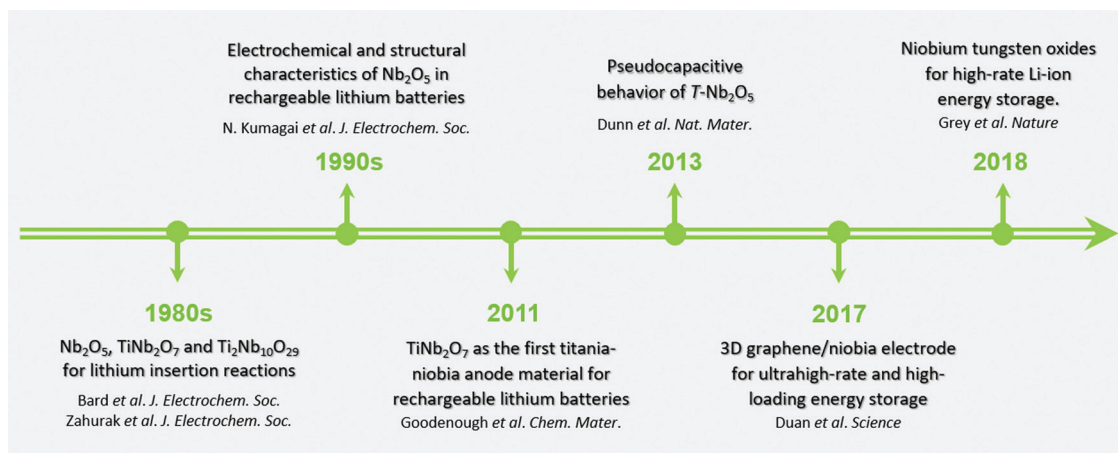 Electrochemical and structural
characteristics of Nb₂O₅ in
rechargeable lithium batteries
N. Kumagai et al. J. Electrochem. Soc.
1990s
Pseudocapacitive
behavior of T-Nb₂O₅
Dunn et al. Nat. Mater.
2013
Niobium tungsten oxides
for high-rate Li-ion
energy storage.
Grey et al. Nature
2018
1980s
Nb₂O₅, TiNb₂O₇ and Ti₂Nb₁₀O₂₉
for lithium insertion reactions
Bard et al. J. Electrochem. Soc.
Zahurak et al. J. Electrochem. Soc.
2011
TiNb₂O₇ as the first titania-
niobia anode material for
rechargeable lithium batteries
Goodenough et al. Chem. Mater.
2017
3D graphene/niobia electrode
for ultrahigh-rate and high-
loading energy storage
Duan et al. Science